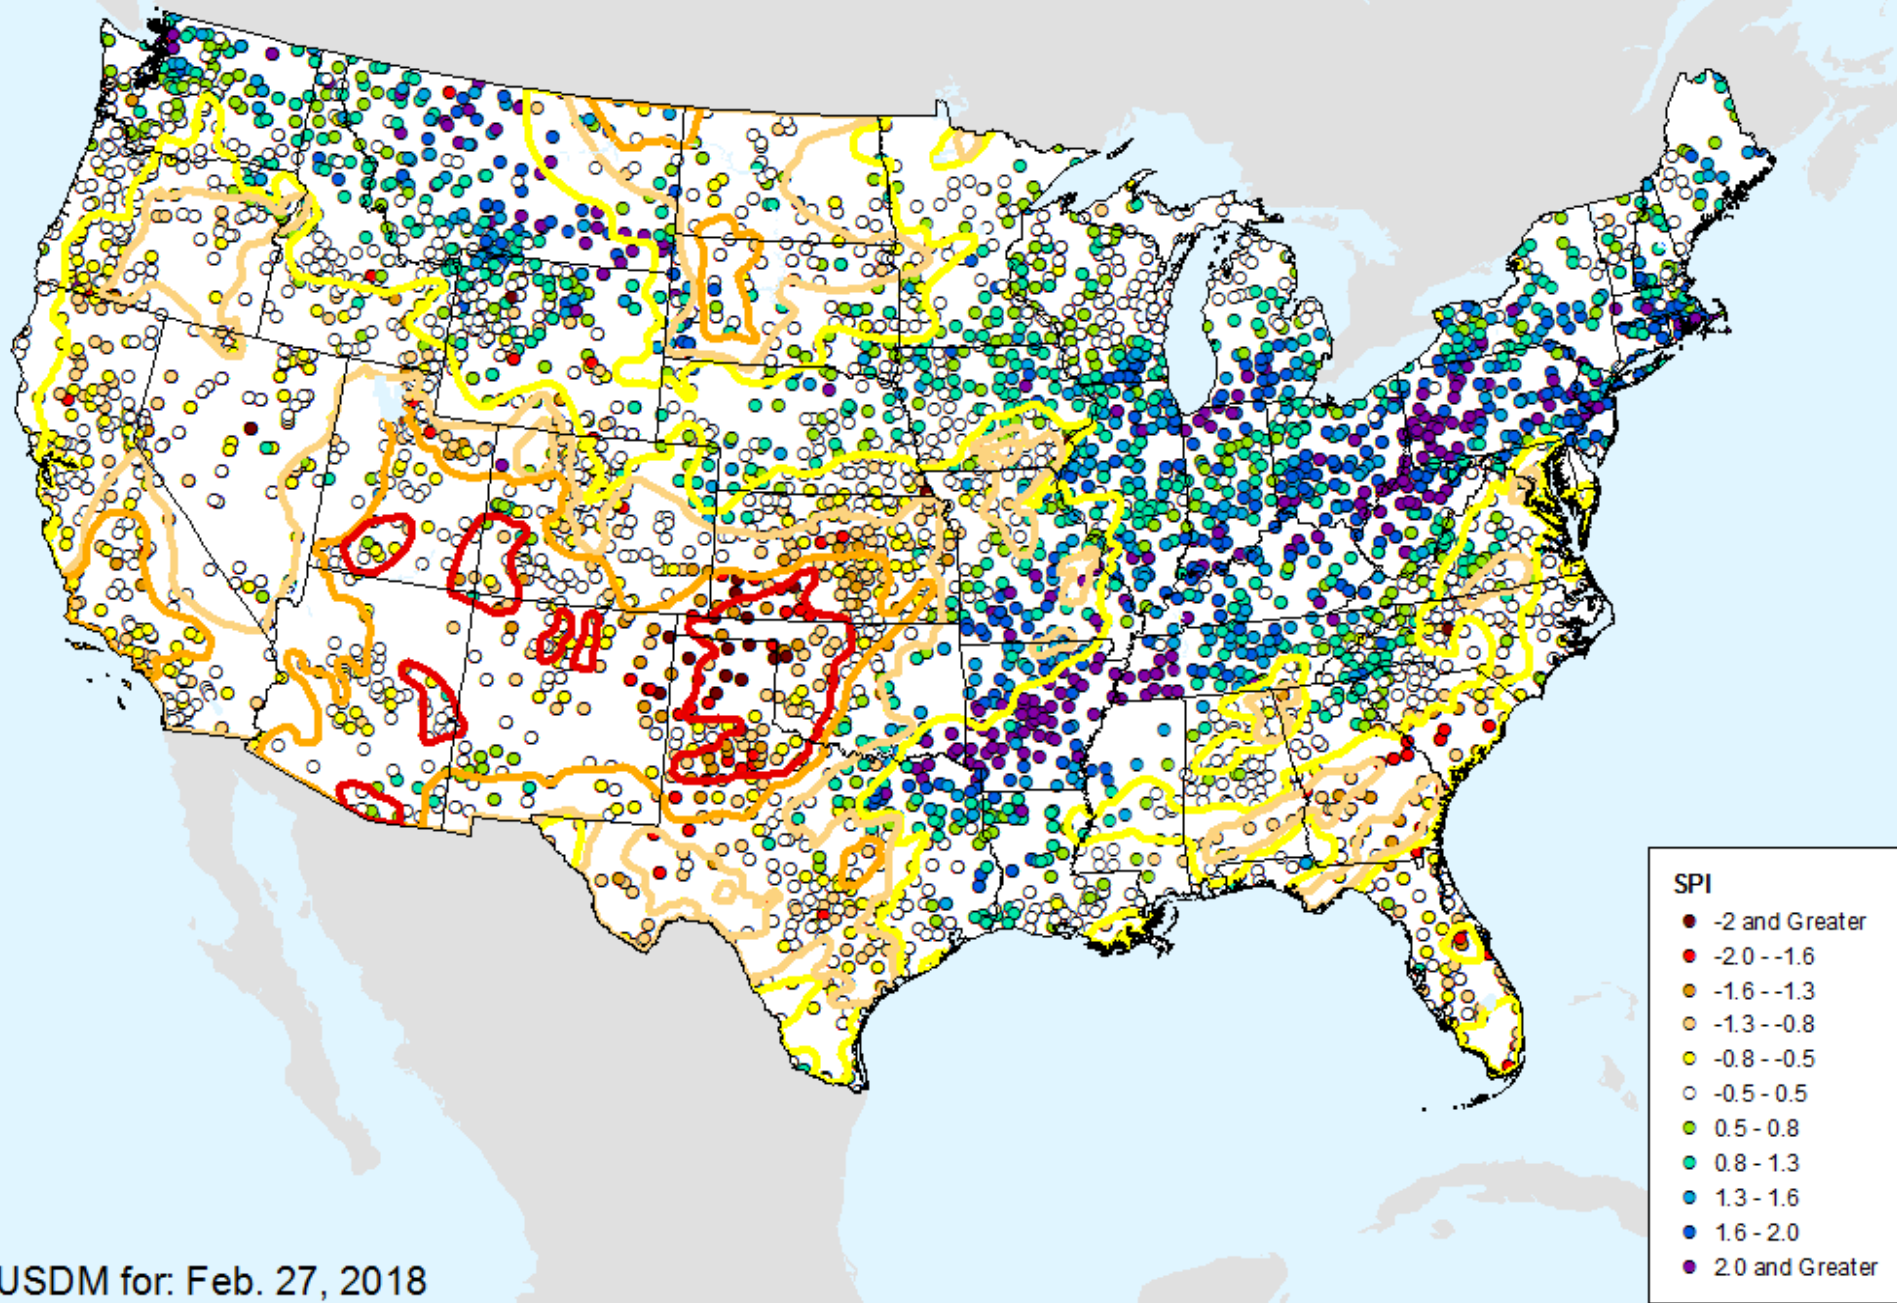 SPI
-2 and Greater
-2.0 - -1.6
-1.6 - -1.3
-1.3 - -0.8
-0.8 - -0.5
-0.5 - 0.5
0.5 - 0.8
0.8 - 1.3
1.3 - 1.6
1.6 - 2.0
2.0 and Greater
USDM for: Feb. 27, 2018